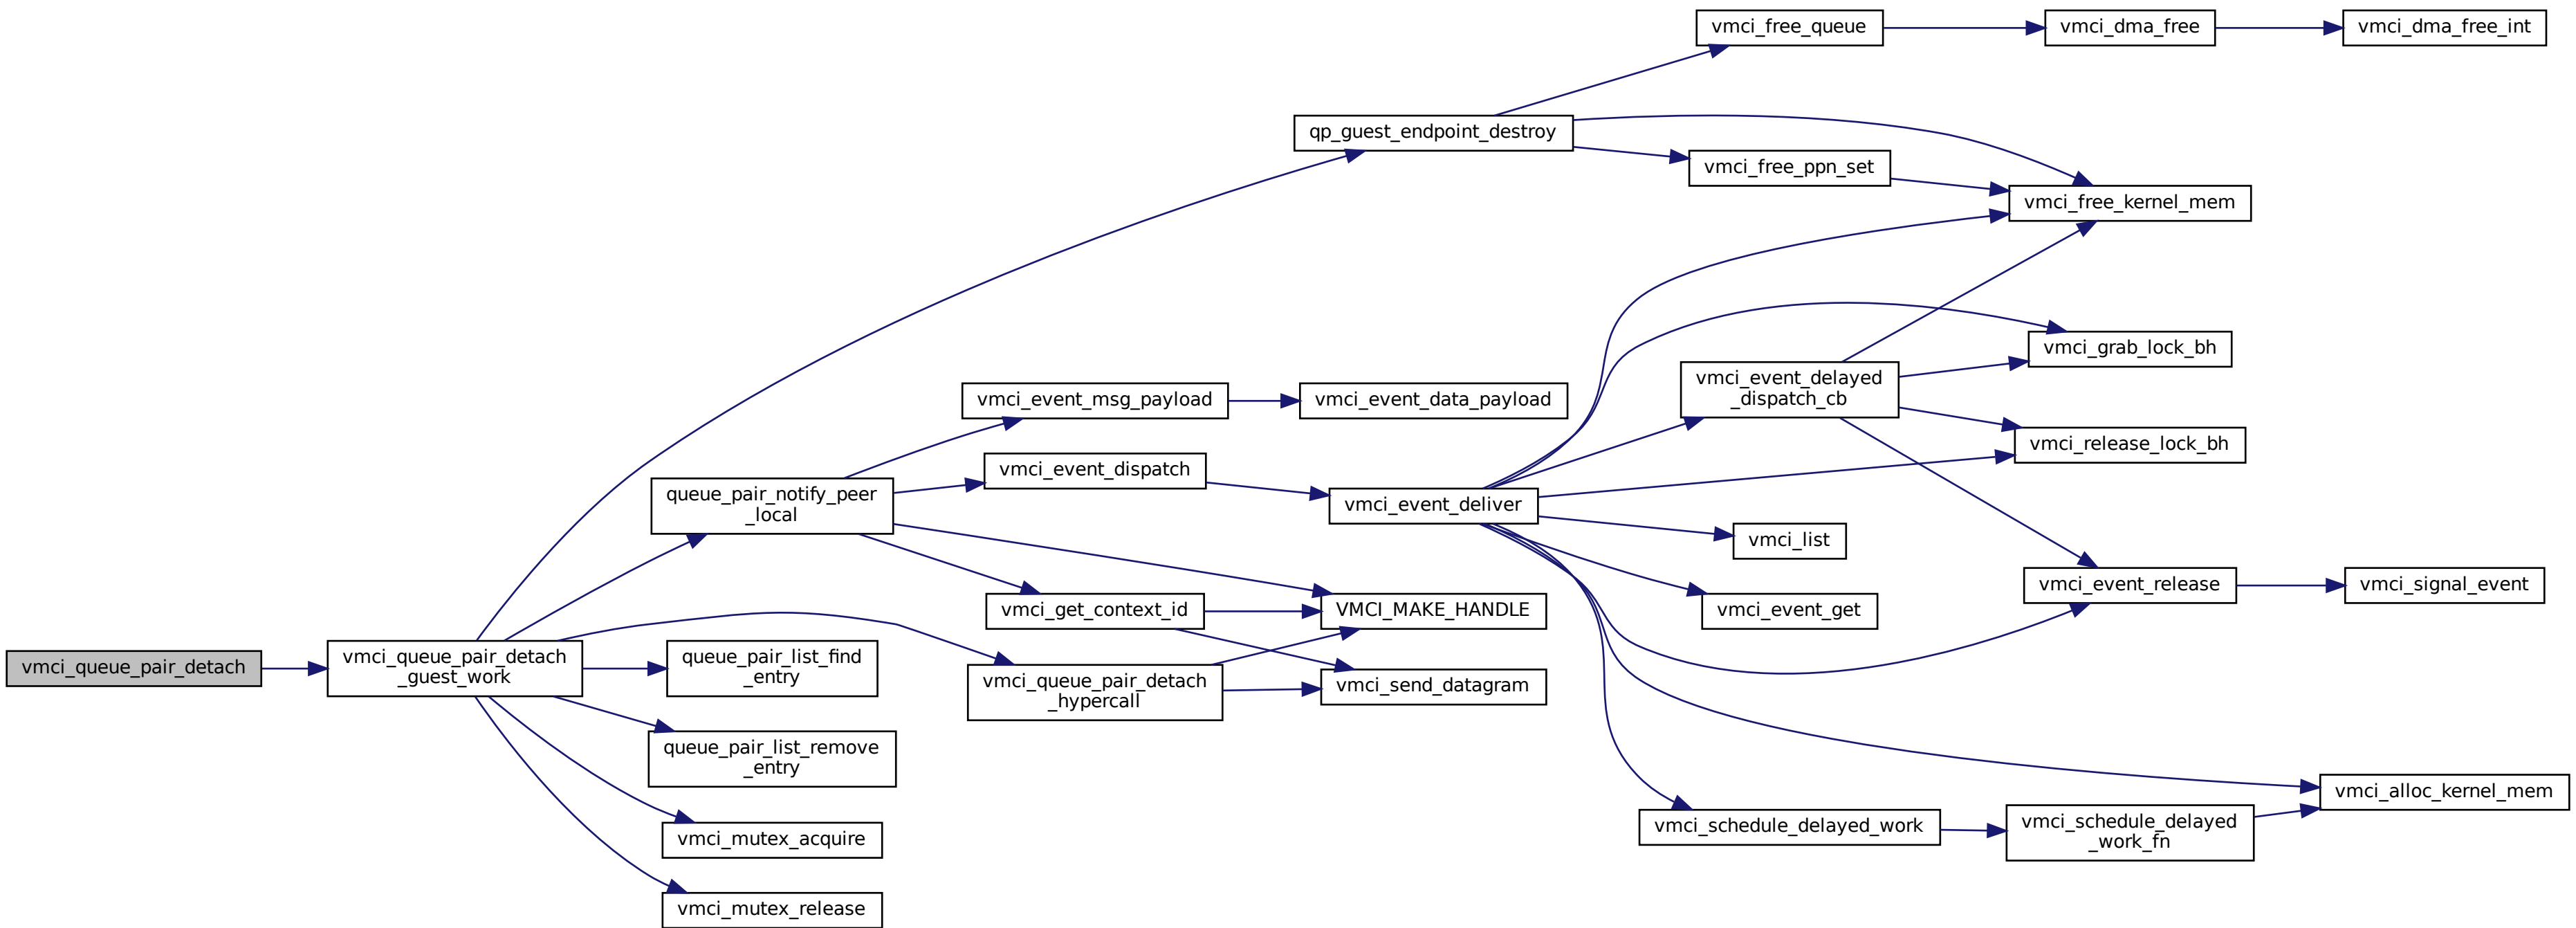 vmci_free_queue
vmci_dma_free
vmci_dma_free_int
qp_guest_endpoint_destroy
vmci_free_ppn_set
vmci_free_kernel_mem
vmci_grab_lock_bh
vmci_event_delayed
_dispatch_cb
vmci_event_msg_payload
vmci_event_data_payload
vmci_release_lock_bh
vmci_event_dispatch
queue_pair_notify_peer
_local
vmci_event_deliver
vmci_list
vmci_event_release
vmci_signal_event
vmci_get_context_id
VMCI_MAKE_HANDLE
vmci_event_get
vmci_queue_pair_detach
vmci_queue_pair_detach
_guest_work
queue_pair_list_find
_entry
vmci_queue_pair_detach
_hypercall
vmci_send_datagram
queue_pair_list_remove
_entry
vmci_alloc_kernel_mem
vmci_schedule_delayed_work
vmci_schedule_delayed
_work_fn
vmci_mutex_acquire
vmci_mutex_release